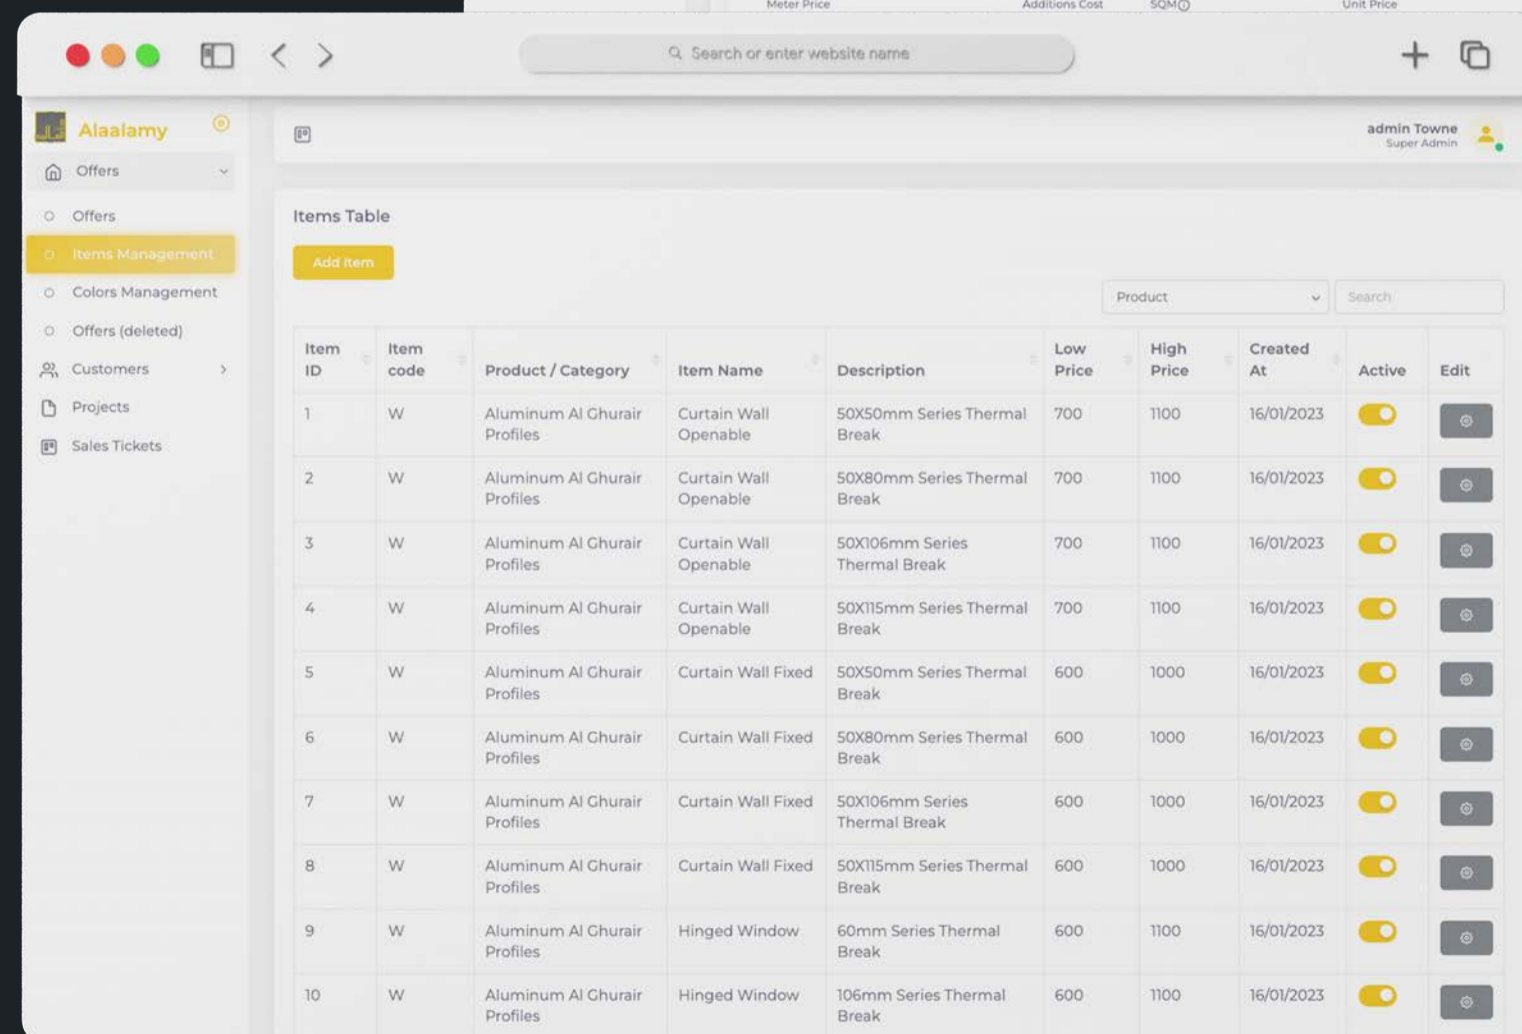 Meter Price Additions Cost SQM Unit Price
Search or enter website name
Alaalamy
admin Towne
Super Admin
Offers
Offers
Items Management
Colors Management
Offers (deleted)
Customers
Projects
Sales Tickets
Items Table
Add Item
Product Search
Item ID Item code Product / Category Item Name Description Low Price High Price Created At Active Edit
1 W Aluminum Al Ghurair Profiles Curtain Wall Openable 50X50mm Series Thermal Break 700 1100 16/01/2023
2 W Aluminum Al Ghurair Profiles Curtain Wall Openable 50X80mm Series Thermal Break 700 1100 16/01/2023
3 W Aluminum Al Ghurair Profiles Curtain Wall Openable 50X106mm Series Thermal Break 700 1100 16/01/2023
4 W Aluminum Al Ghurair Profiles Curtain Wall Openable 50X115mm Series Thermal Break 700 1100 16/01/2023
5 W Aluminum Al Ghurair Profiles Curtain Wall Fixed 50X50mm Series Thermal Break 600 1000 16/01/2023
6 W Aluminum Al Ghurair Profiles Curtain Wall Fixed 50X80mm Series Thermal Break 600 1000 16/01/2023
7 W Aluminum Al Ghurair Profiles Curtain Wall Fixed 50X106mm Series Thermal Break 600 1000 16/01/2023
8 W Aluminum Al Ghurair Profiles Curtain Wall Fixed 50X115mm Series Thermal Break 600 1000 16/01/2023
9 W Aluminum Al Ghurair Profiles Hinged Window 60mm Series Thermal Break 600 1100 16/01/2023
10 W Aluminum Al Ghurair Profiles Hinged Window 106mm Series Thermal Break 600 1100 16/01/2023